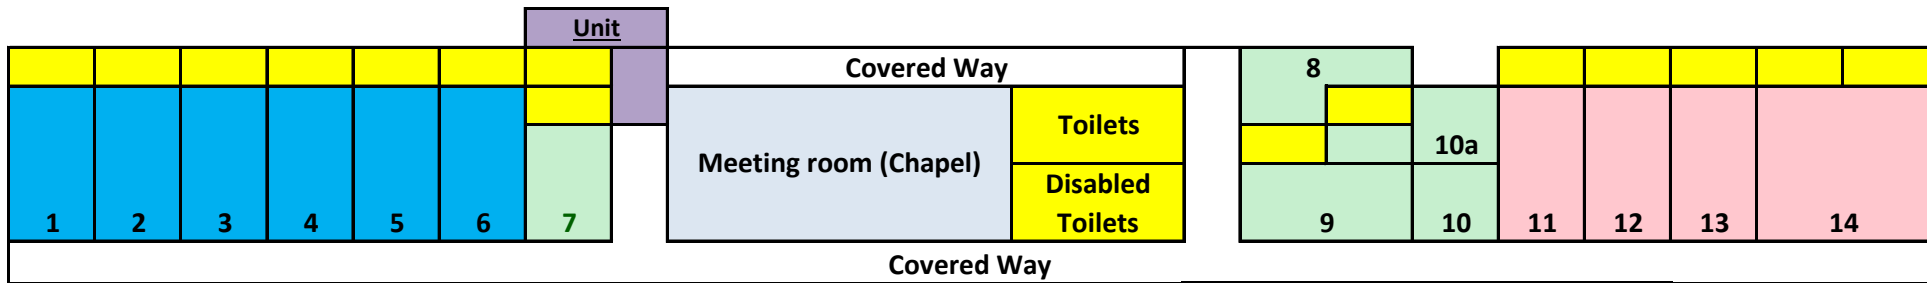 Unit
Covered Way
8
Toilets
10a
Meeting room (Chapel)
Disabled
Toilets
1 2 3 4 5 6 7 9 10 11 12 13 14
Covered Way